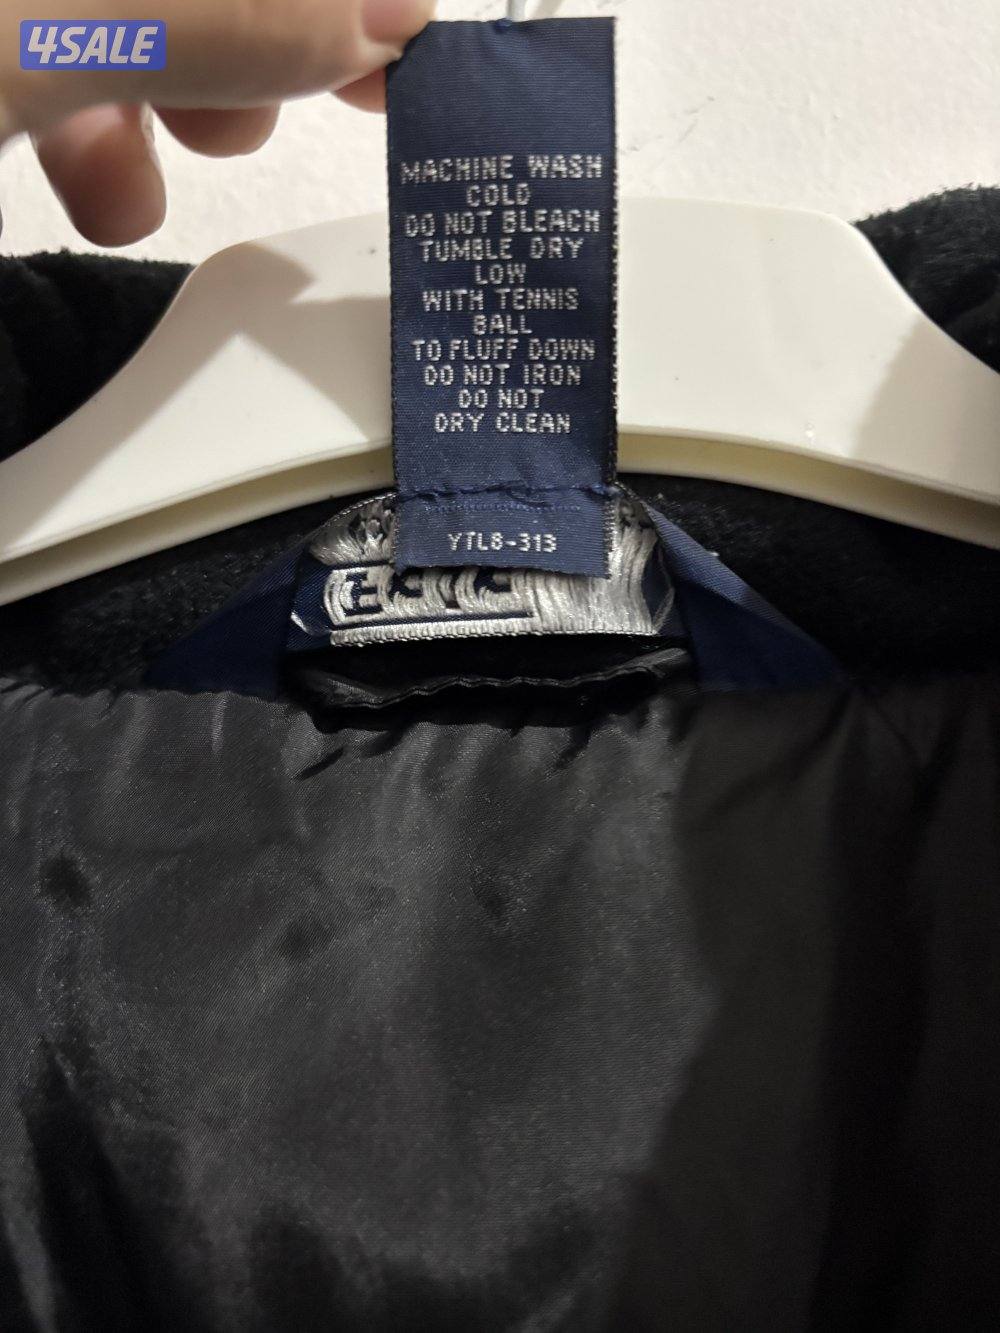 4SALE
MACHINE WASH
COLD
DO NOT BLEACH
TUMBLE DRY
LOW
WITH TENNIS
BALL
TO FLUFF DOWN
DO NOT IRON
DO NOT
DRY CLEAN
YTL8-313